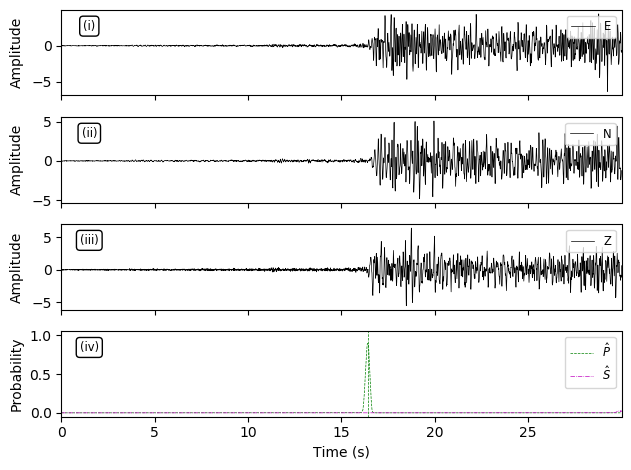 (i)
E
Amplitude
0
−5
(ii)
N
Amplitude
5
0
−5
(iii)
Z
Amplitude
5
0
−5
(iv)
P̂
Ŝ
Probability
1.0
0.5
0.0
0 5 10 15 20 25
Time (s)